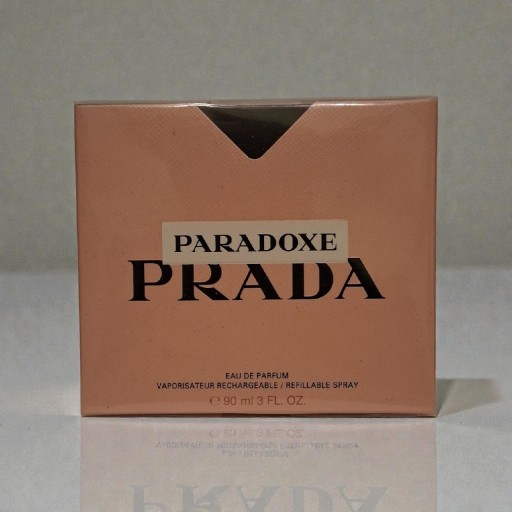 PARADOXE
PRADA
EAU DE PARFUM
VAPORISATEUR RECHARGEABLE / REFILLABLE SPRAY
℮ 90 ml 3 FL. OZ.